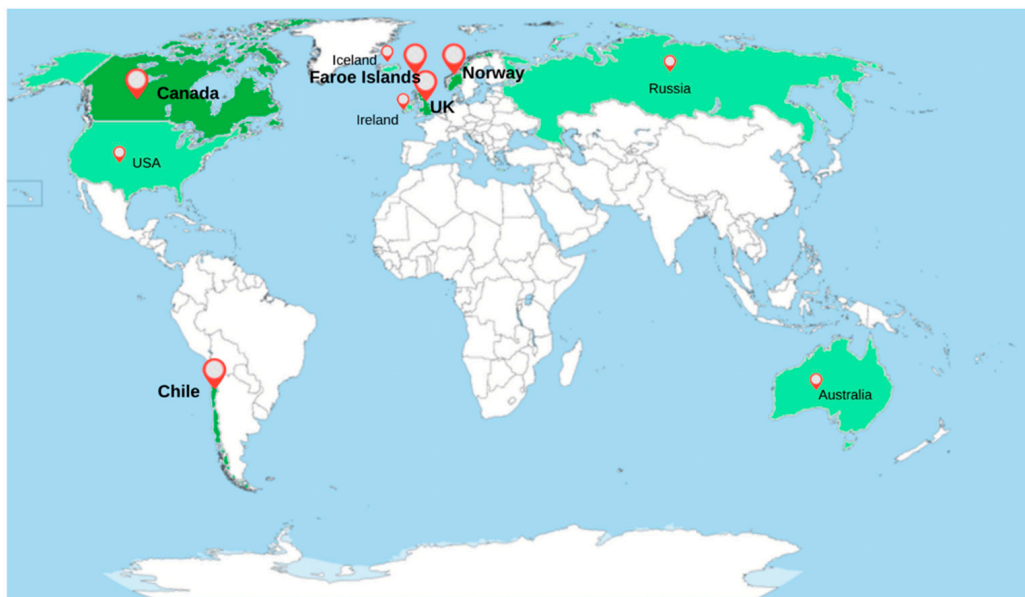 Iceland
Faroe Islands
Norway
Canada
UK
Russia
Ireland
USA
Chile
Australia